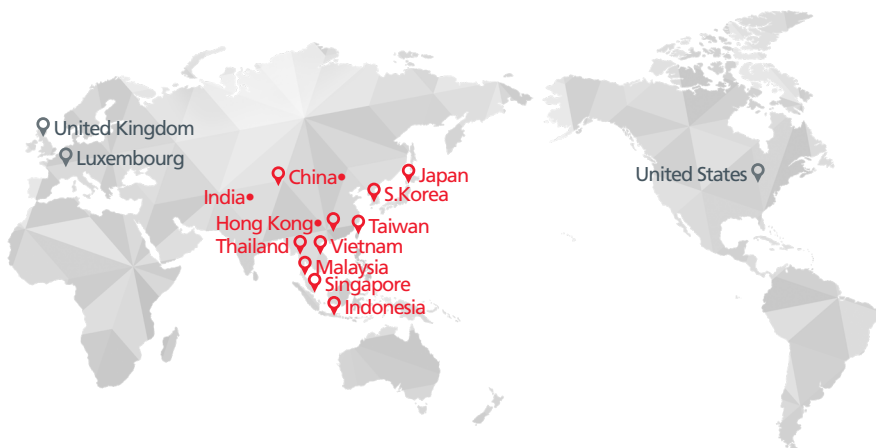 United Kingdom
Luxembourg
China
Japan
United States
S.Korea
India
Hong Kong
Taiwan
Thailand
Vietnam
Malaysia
Singapore
Indonesia